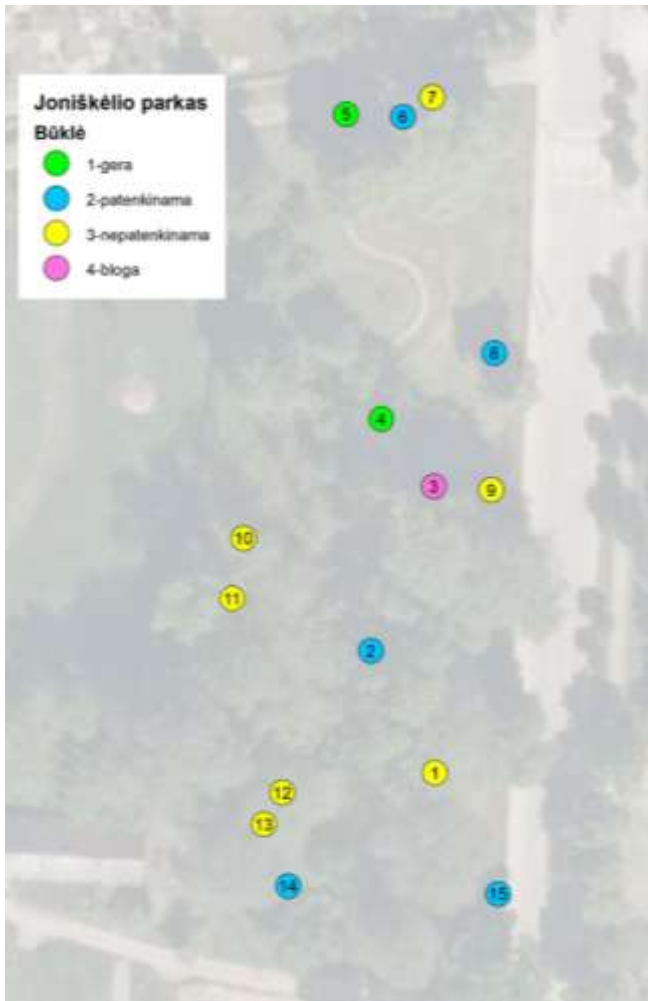 Joniškėlio parkas
Būklė
1-gera
2-patenkinama
3-nepatenkinama
4-bloga
5 6 7
8
4
3 9
10
11
2
1
12
13
14 15